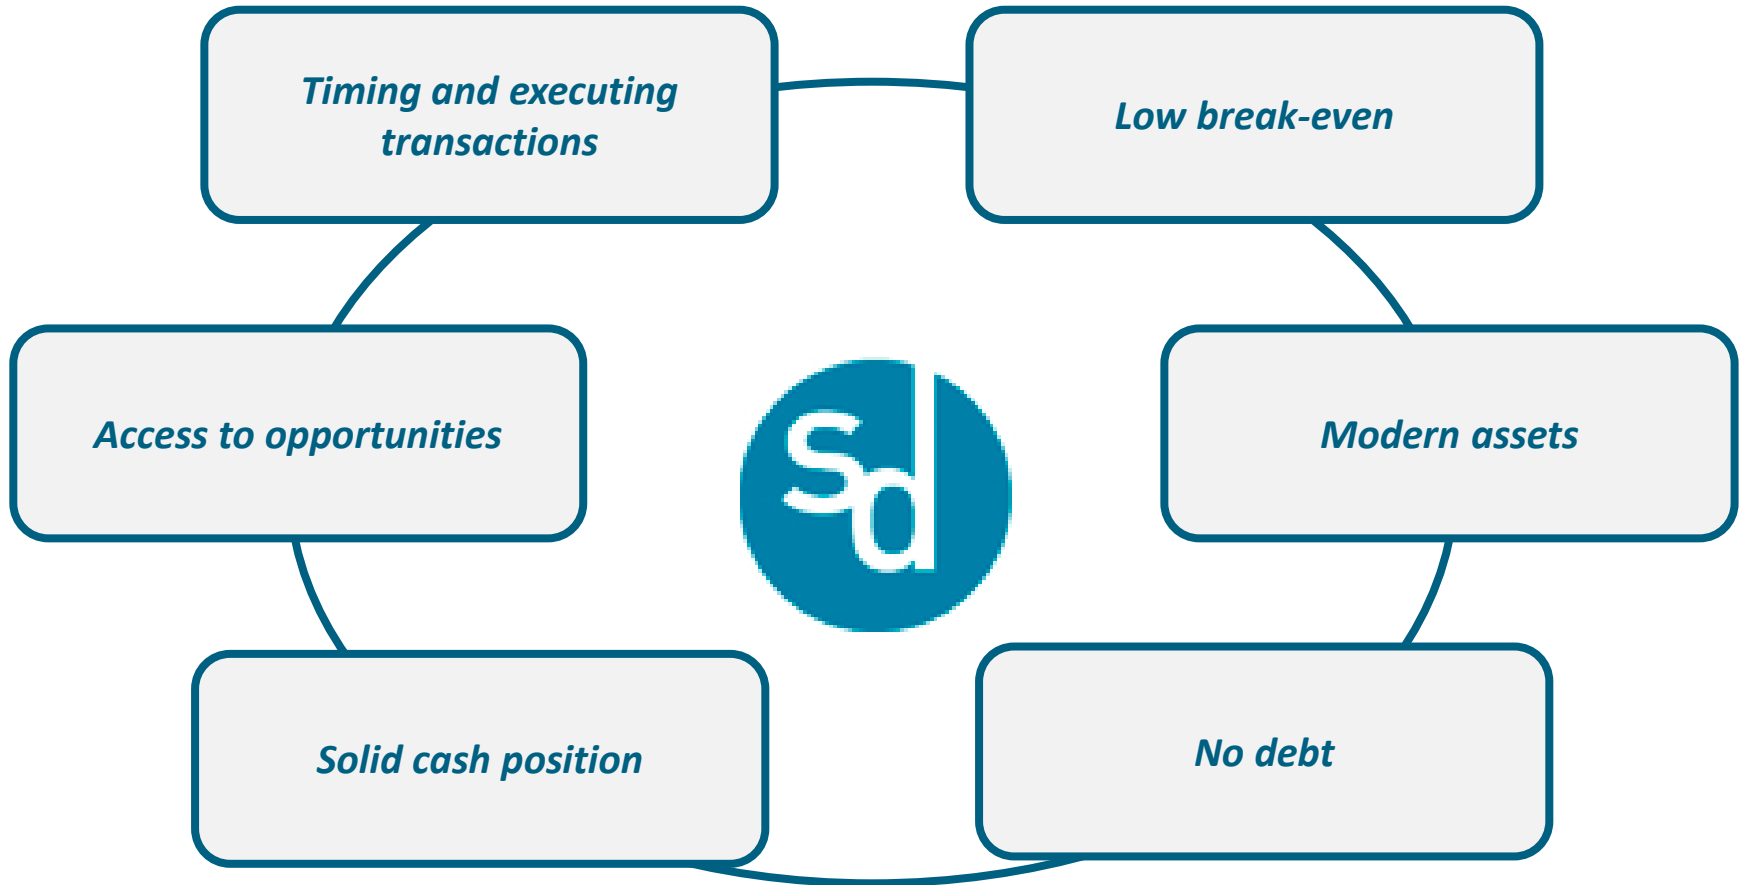 Timing and executing
transactions
Low break-even
Access to opportunities
sd
Modern assets
Solid cash position
No debt